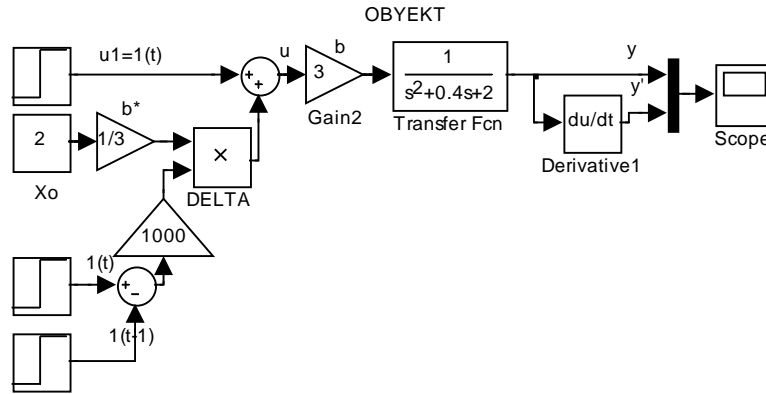 OBYEKT
u1=1(t)
u
b
y
+
+
3
1
s²+0.4s+2
y'
b*
Gain2
Transfer Fcn
du/dt
Scope
2
1/3
×
Derivative1
Xo
DELTA
1000
1(t)
+
−
1(t-1)